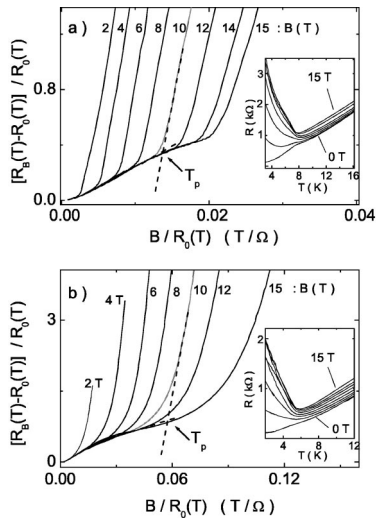 a) 2 4 6 8 10 12 14 15 : B (T)
[R_B(T)-R_0(T)] / R_0(T)
0.8
0.0
0.00 0.02 0.04
B / R_0(T) ( T / Ω )
T_p
R (kΩ)
3
2
1
0
15 T
0 T
4 8 12 16
T (K)
b) 2 T 4 T 6 8 10 12 15 : B ( T )
[R_B(T)-R_0(T)] / R_0(T)
3
0
0.00 0.06 0.12
B / R_0(T) ( T / Ω )
T_p
R (kΩ)
2
1
15 T
0 T
4 8 12
T (K)